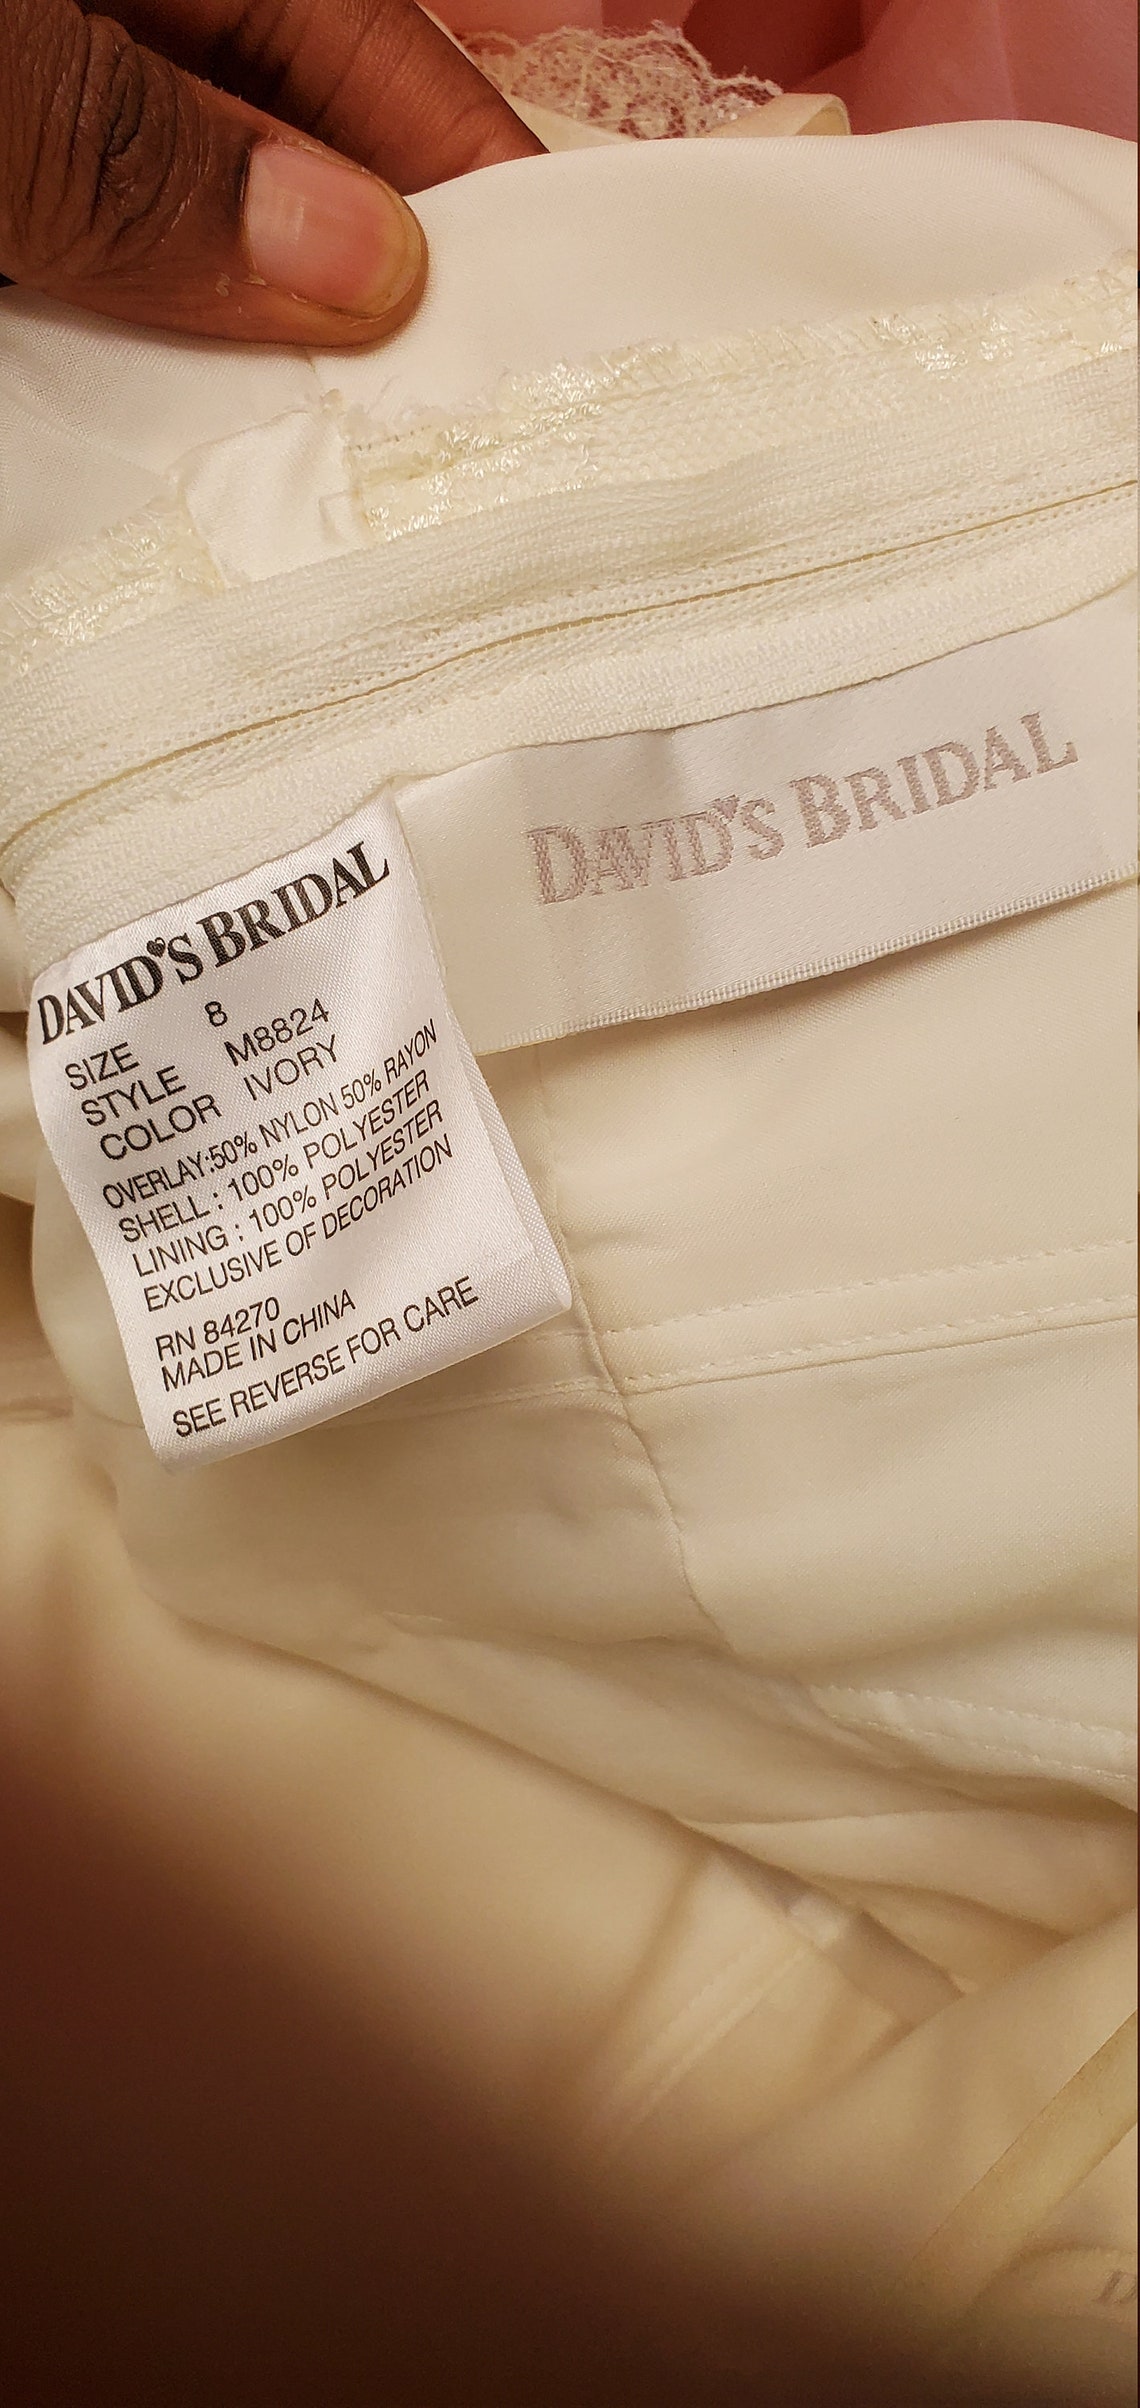 DAVID'S BRIDAL
DAVID'S BRIDAL
SIZE 8
STYLE M8824
COLOR IVORY
OVERLAY:50% NYLON 50% RAYON
SHELL : 100% POLYESTER
LINING : 100% POLYESTER
EXCLUSIVE OF DECORATION
RN 84270
MADE IN CHINA
SEE REVERSE FOR CARE